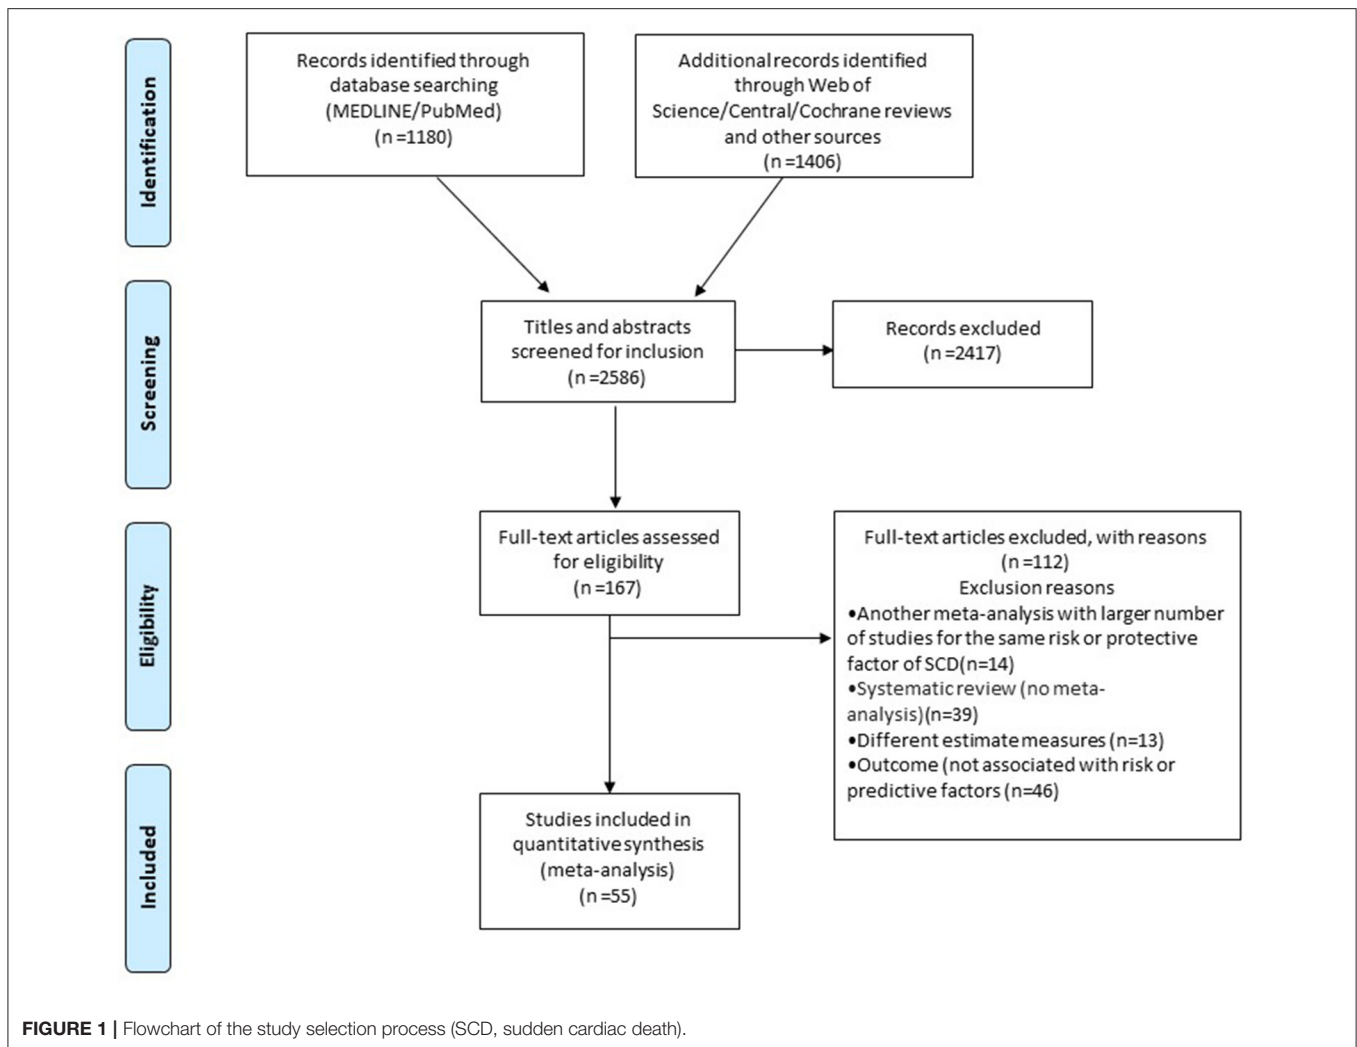 Identification
Records identified through
database searching
(MEDLINE/PubMed)
(n =1180)
Additional records identified
through Web of
Science/Central/Cochrane reviews
and other sources
(n =1406)
Screening
Titles and abstracts
screened for inclusion
(n =2586)
Records excluded
(n =2417)
Eligibility
Full-text articles assessed
for eligibility
(n =167)
Full-text articles excluded, with reasons
(n =112)
Exclusion reasons
•Another meta-analysis with larger number
of studies for the same risk or protective
factor of SCD(n=14)
•Systematic review (no meta-
analysis)(n=39)
•Different estimate measures (n=13)
•Outcome (not associated with risk or
predictive factors (n=46)
Included
Studies included in
quantitative synthesis
(meta-analysis)
(n =55)
FIGURE 1 | Flowchart of the study selection process (SCD, sudden cardiac death).